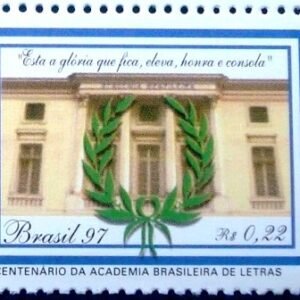 "Esta a glória que fica, eleva, honra e consola"
Brasil 97
R$ 0,22
CENTENÁRIO DA ACADEMIA BRASILEIRA DE LETRAS